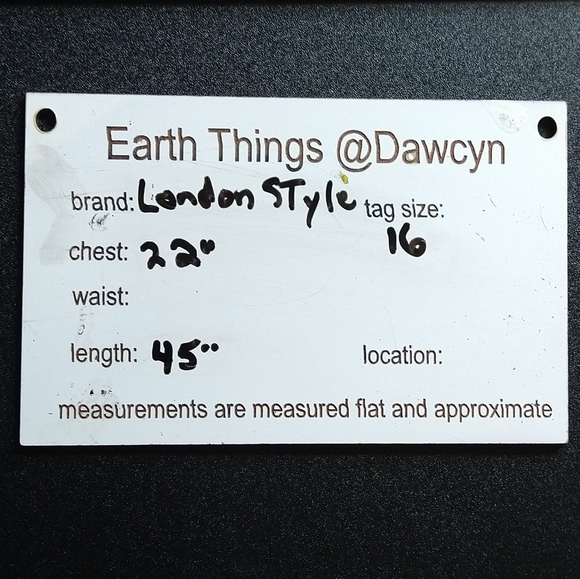 Earth Things @Dawcyn
brand: London STyle tag size:
16
chest: 22"
waist:
length: 45"
location:
measurements are measured flat and approximate